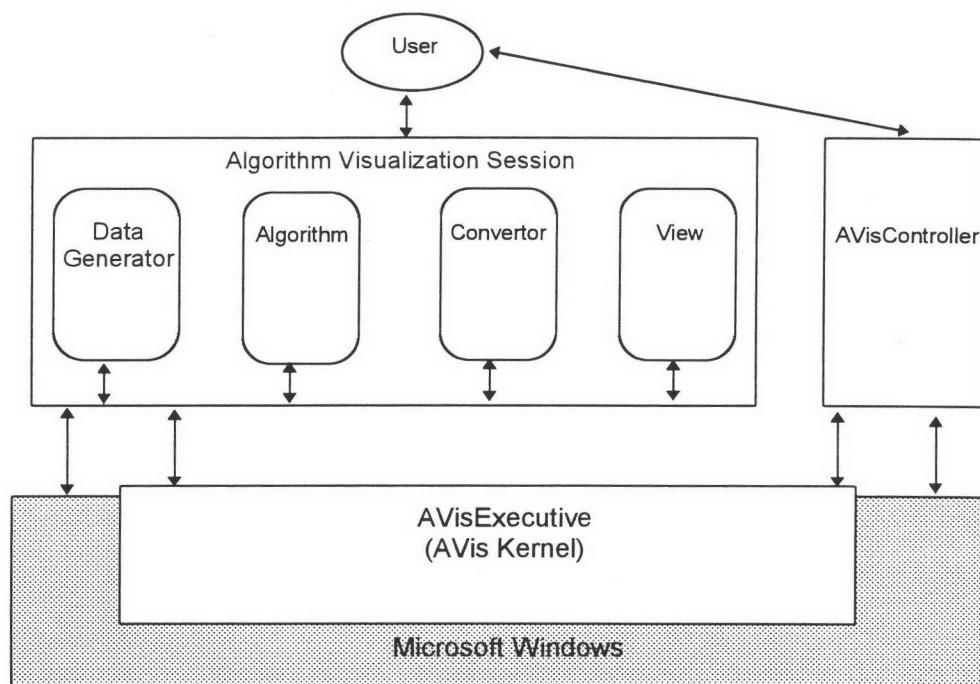 User
Algorithm Visualization Session
Data
Generator
Algorithm
Convertor
View
AVisController
AVisExecutive
(AVis Kernel)
Microsoft Windows